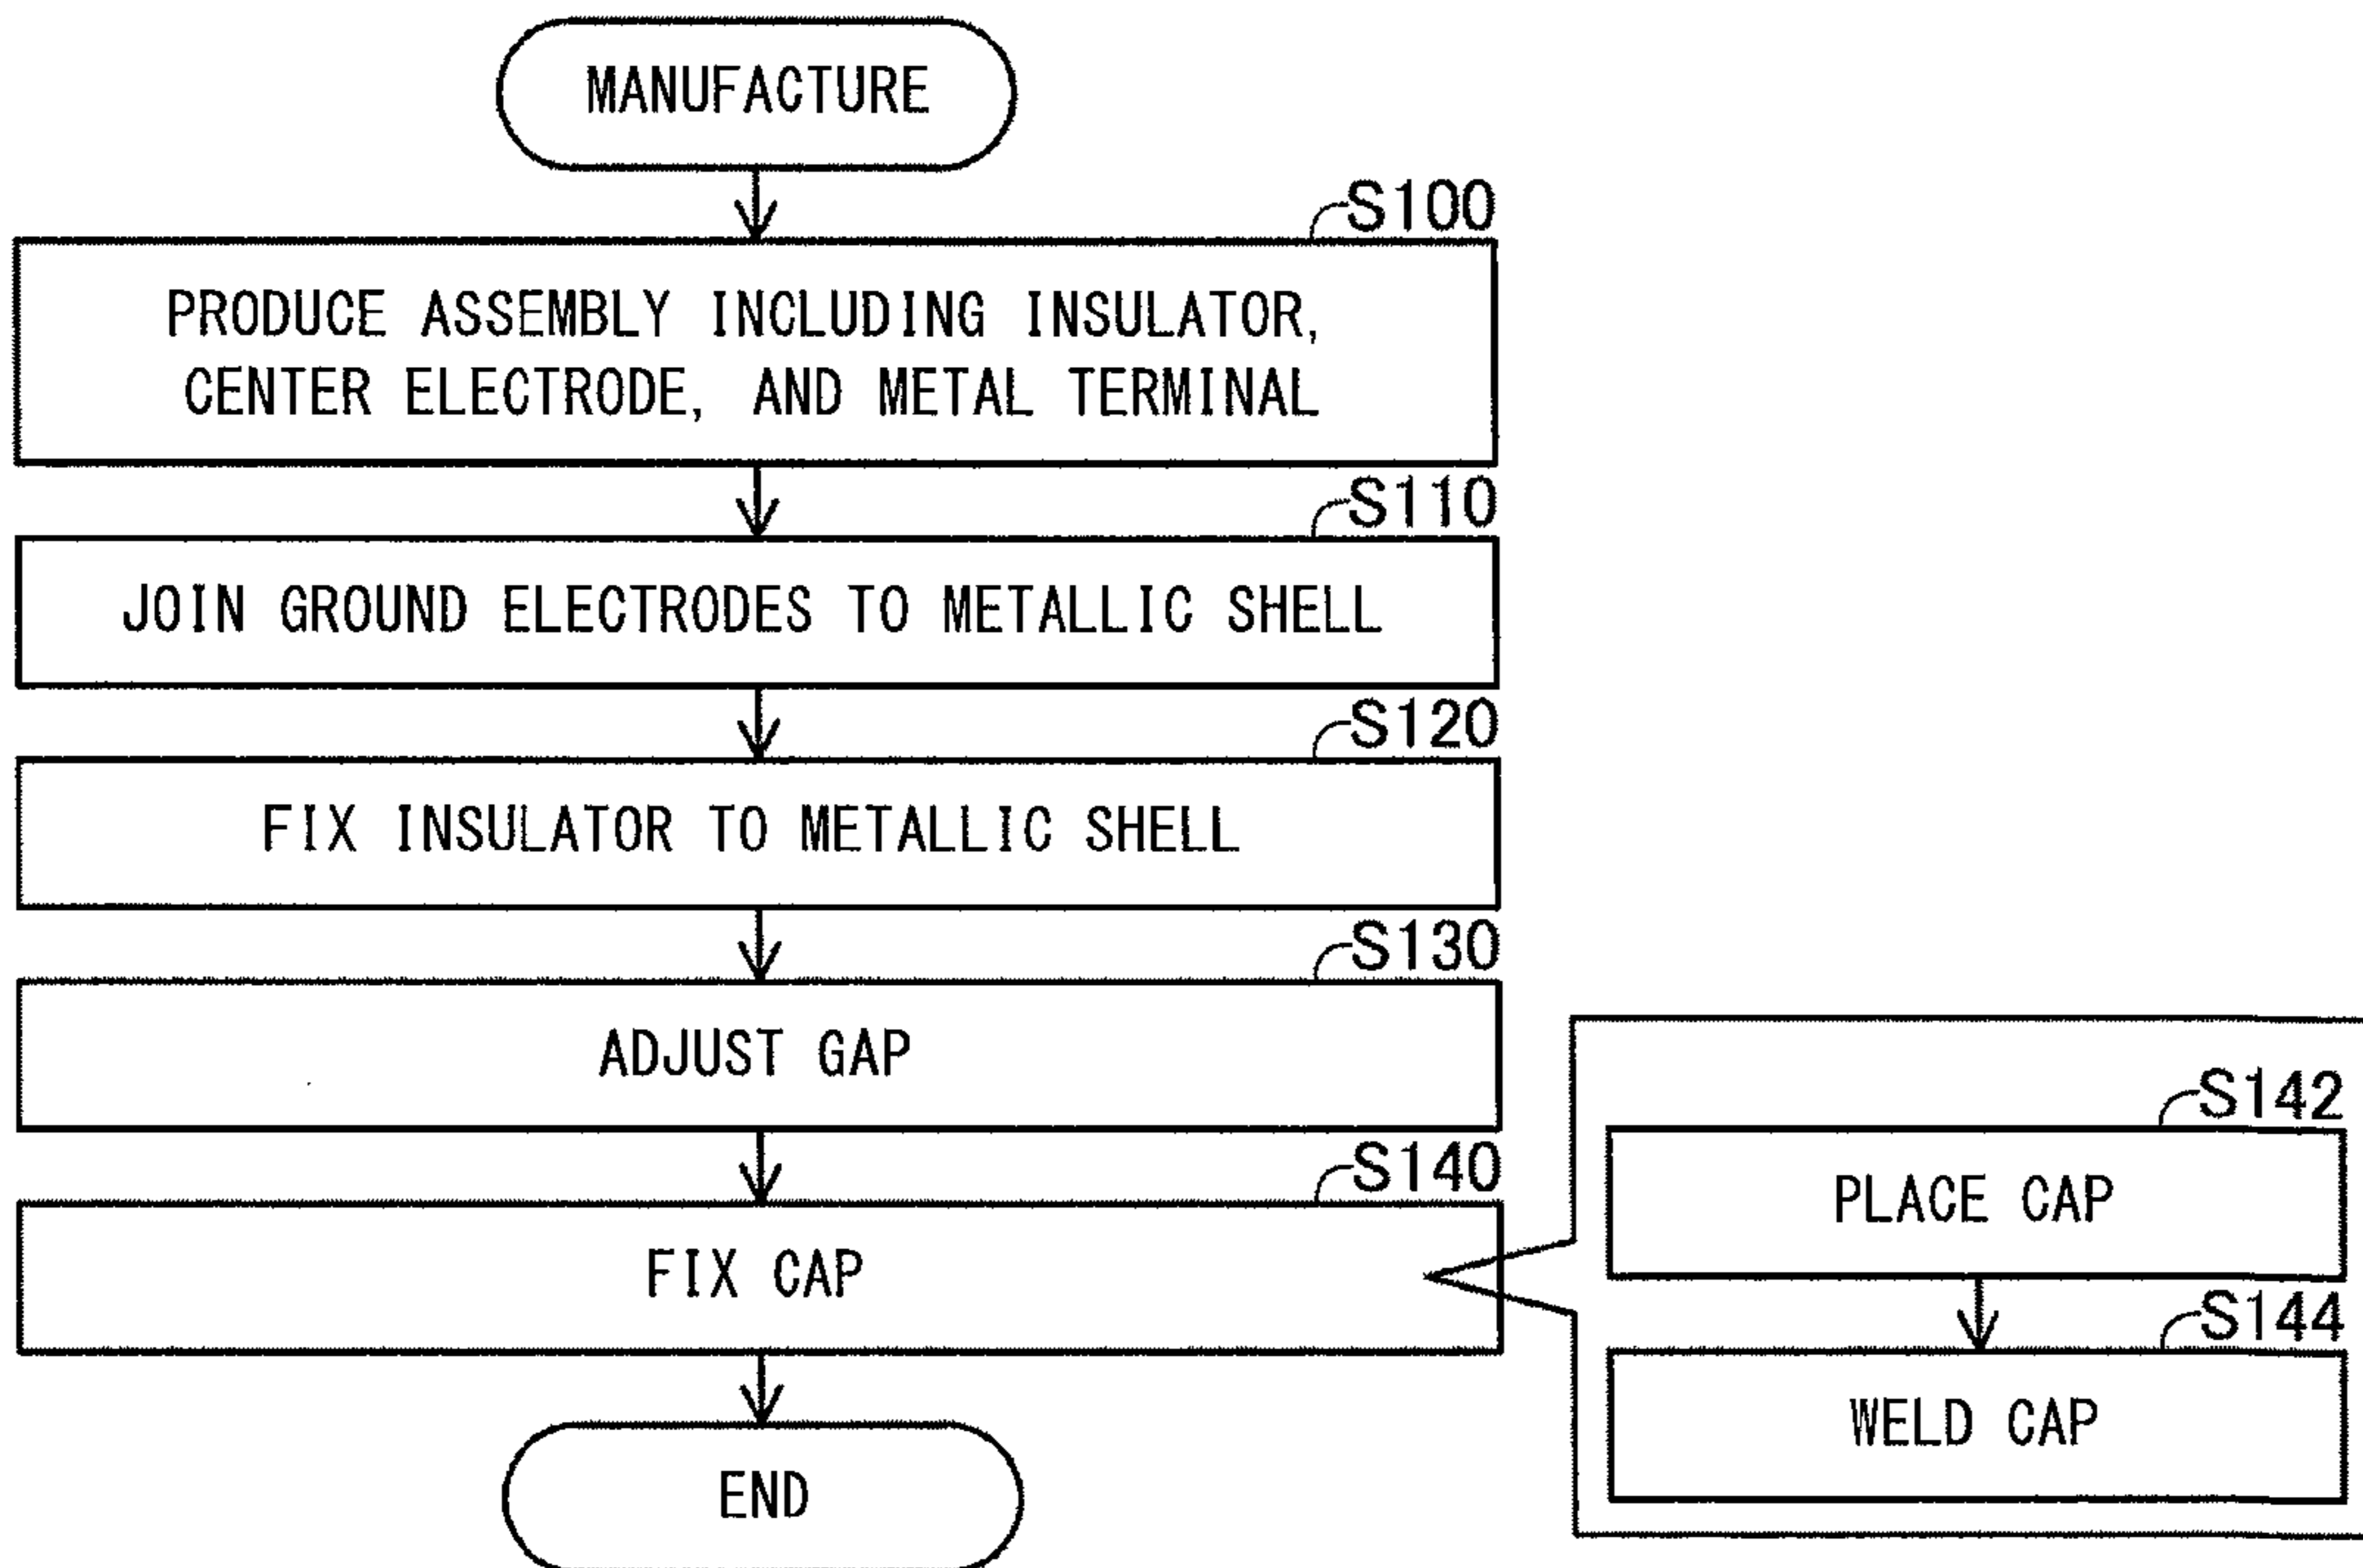 MANUFACTURE
S100
PRODUCE ASSEMBLY INCLUDING INSULATOR,
CENTER ELECTRODE, AND METAL TERMINAL
S110
JOIN GROUND ELECTRODES TO METALLIC SHELL
S120
FIX INSULATOR TO METALLIC SHELL
S130
ADJUST GAP
S140
FIX CAP
S142
PLACE CAP
S144
WELD CAP
END